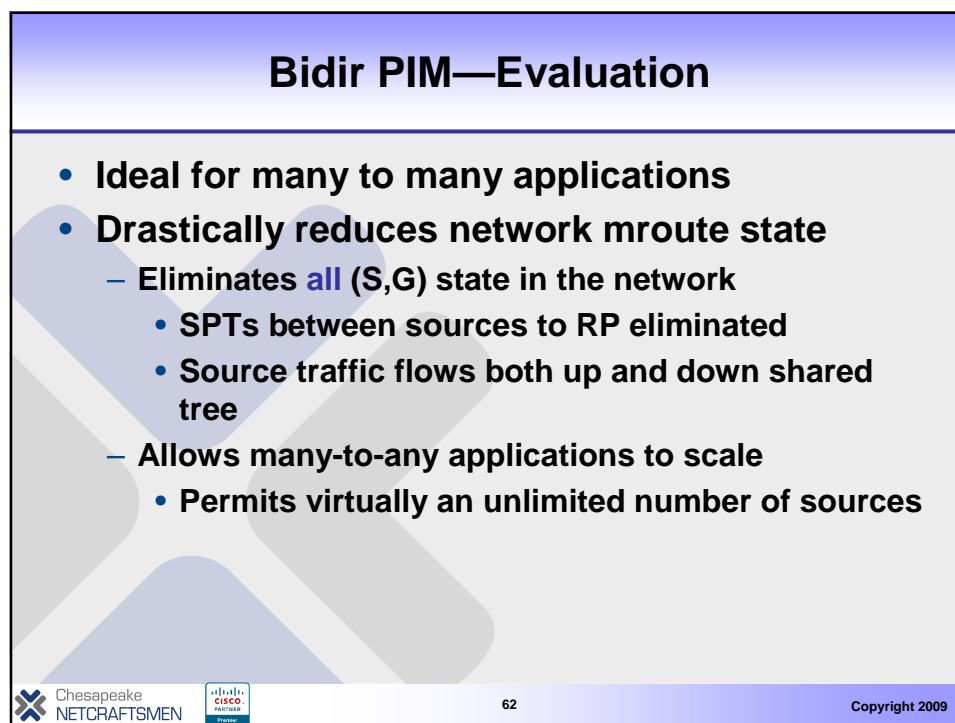 Bidir PIM—Evaluation
• Ideal for many to many applications
• Drastically reduces network mroute state
– Eliminates all (S,G) state in the network
• SPTs between sources to RP eliminated
• Source traffic flows both up and down shared
tree
– Allows many-to-any applications to scale
• Permits virtually an unlimited number of sources
Chesapeake
NETCRAFTSMEN
CISCO
PARTNER
Premier
62
Copyright 2009